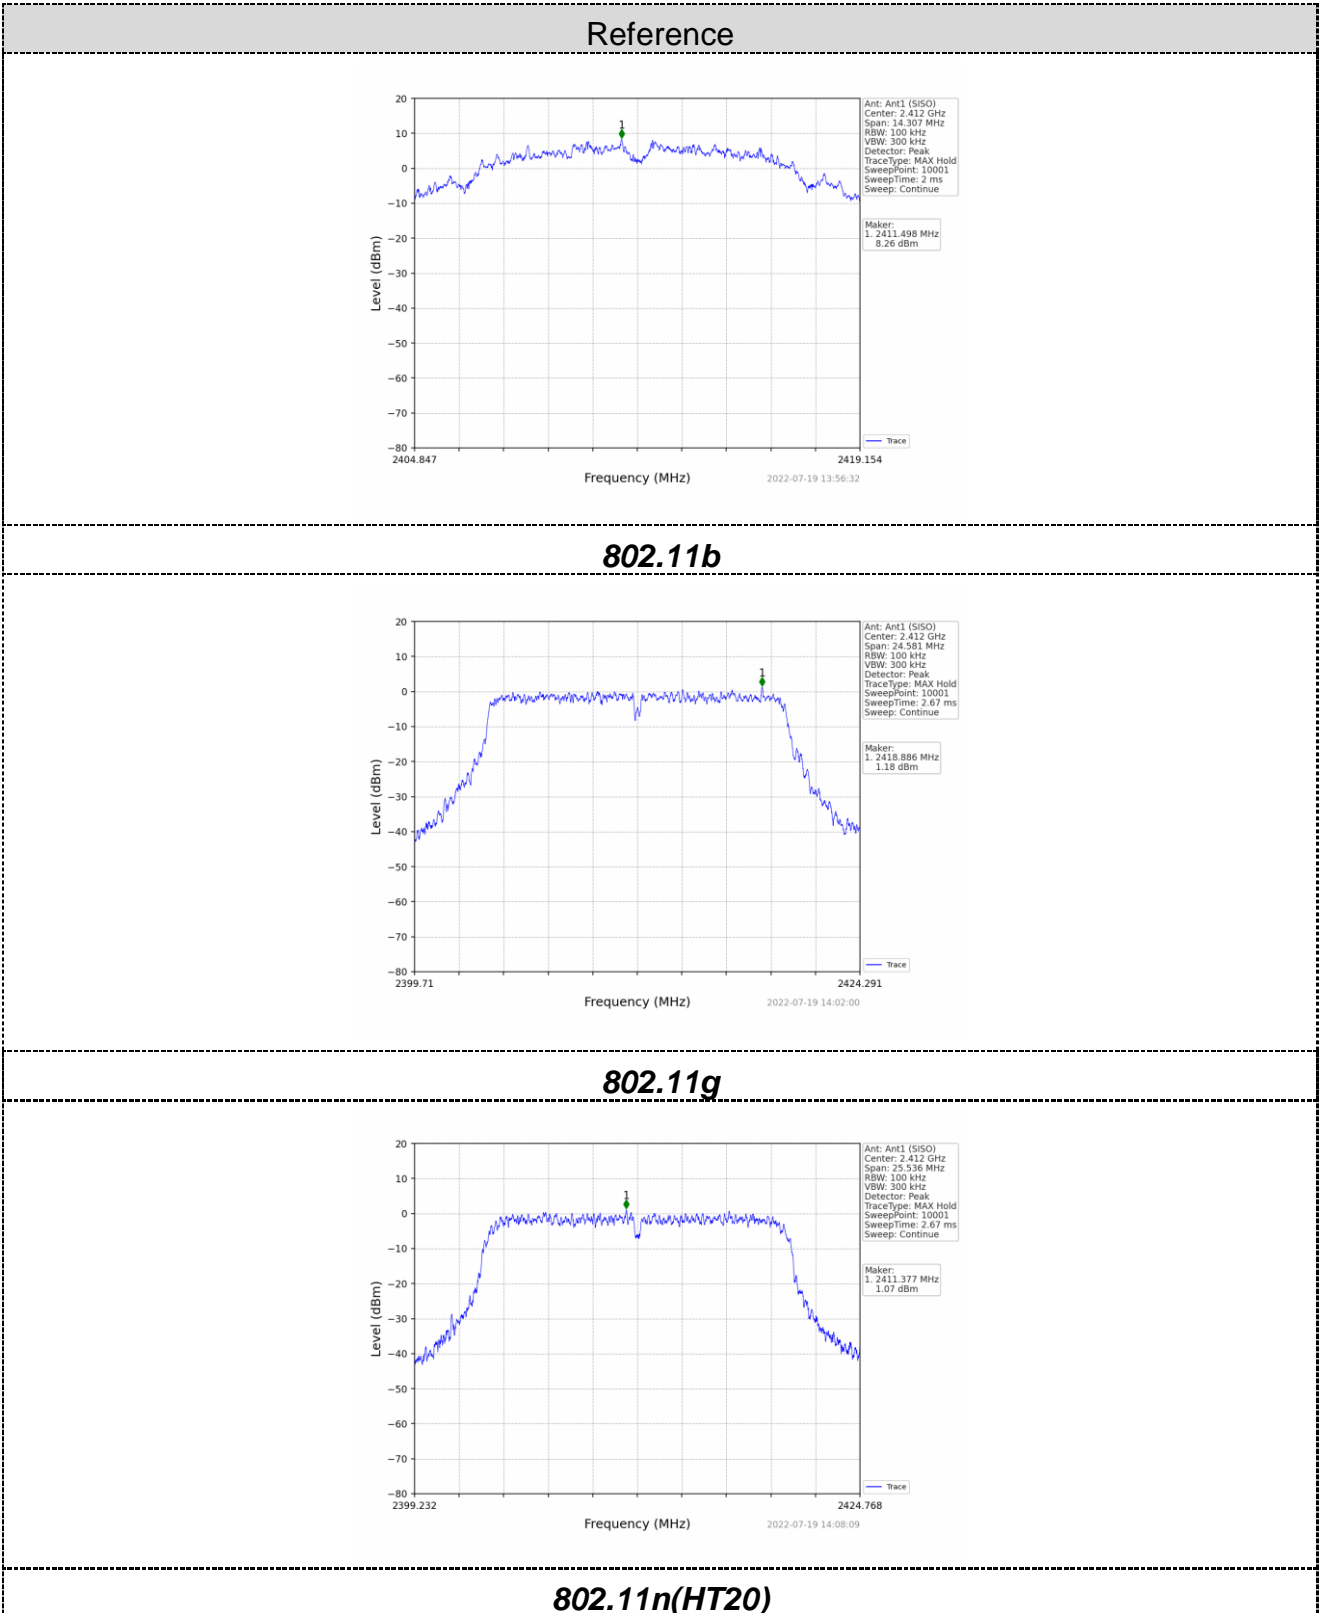 Reference
20
10
0
−10
−20
−30
−40
−50
−60
−70
−80
Level (dBm)
1
2404.847
2419.154
Frequency (MHz)
2022-07-19 13:56:32
Ant: Ant1 (SISO)
Center: 2.412 GHz
Span: 14.307 MHz
RBW: 100 kHz
VBW: 300 kHz
Detector: Peak
TraceType: MAX Hold
SweepPoint: 10001
SweepTime: 2 ms
Sweep: Continue
Maker:
1. 2411.498 MHz
8.26 dBm
Trace
802.11b
20
10
0
−10
−20
−30
−40
−50
−60
−70
−80
Level (dBm)
1
2399.71
2424.291
Frequency (MHz)
2022-07-19 14:02:00
Ant: Ant1 (SISO)
Center: 2.412 GHz
Span: 24.581 MHz
RBW: 100 kHz
VBW: 300 kHz
Detector: Peak
TraceType: MAX Hold
SweepPoint: 10001
SweepTime: 2.67 ms
Sweep: Continue
Maker:
1. 2418.886 MHz
1.18 dBm
Trace
802.11g
20
10
0
−10
−20
−30
−40
−50
−60
−70
−80
Level (dBm)
1
2399.232
2424.768
Frequency (MHz)
2022-07-19 14:08:09
Ant: Ant1 (SISO)
Center: 2.412 GHz
Span: 25.536 MHz
RBW: 100 kHz
VBW: 300 kHz
Detector: Peak
TraceType: MAX Hold
SweepPoint: 10001
SweepTime: 2.67 ms
Sweep: Continue
Maker:
1. 2411.377 MHz
1.07 dBm
Trace
802.11n(HT20)